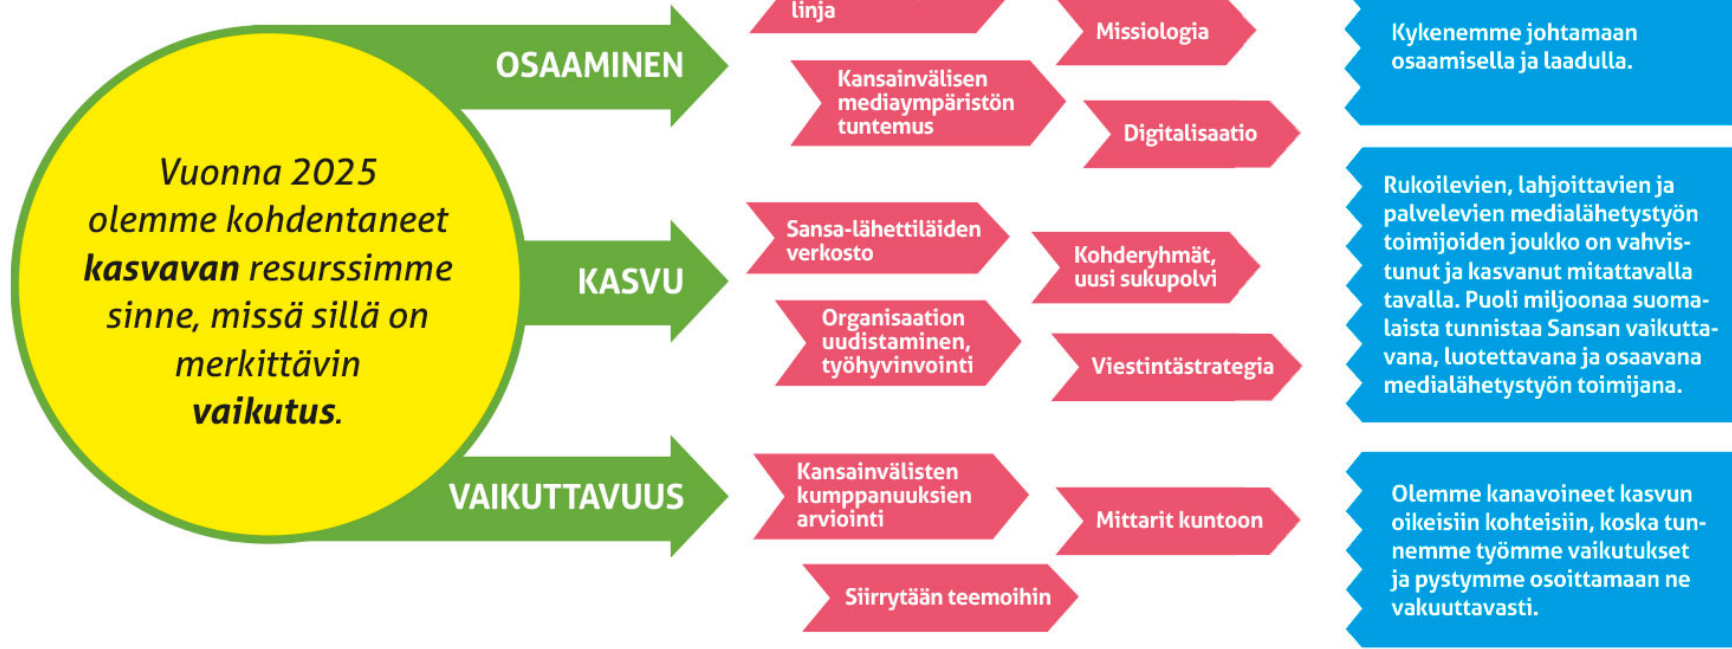 Vuonna 2025
olemme kohdentaneet
kasvavan resurssimme
sinne, missä sillä on
merkittävin
vaikutus.
OSAAMINEN
linja
Missiologia
Kansainvälisen
mediaympäristön
tuntemus
Digitalisaatio
Kykenemme johtamaan
osaamisella ja laadulla.
KASVU
Sansa-lähettiläiden
verkosto
Kohderyhmät,
uusi sukupolvi
Organisaation
uudistaminen,
työhyvinvointi
Viestintästrategia
Rukoilevien, lahjoittavien ja
palvelevien medialähetystyön
toimijoiden joukko on vahvis-
tunut ja kasvanut mitattavalla
tavalla. Puoli miljoonaa suoma-
laista tunnistaa Sansan vaikutta-
vana, luotettavana ja osaavana
medialähetystyön toimijana.
VAIKUTTAVUUS
Kansainvälisten
kumppanuuksien
arviointi
Mittarit kuntoon
Siirrytään teemoihin
Olemme kanavoineet kasvun
oikeisiin kohteisiin, koska tun-
nemme työmme vaikutukset
ja pystymme osoittamaan ne
vakuuttavasti.